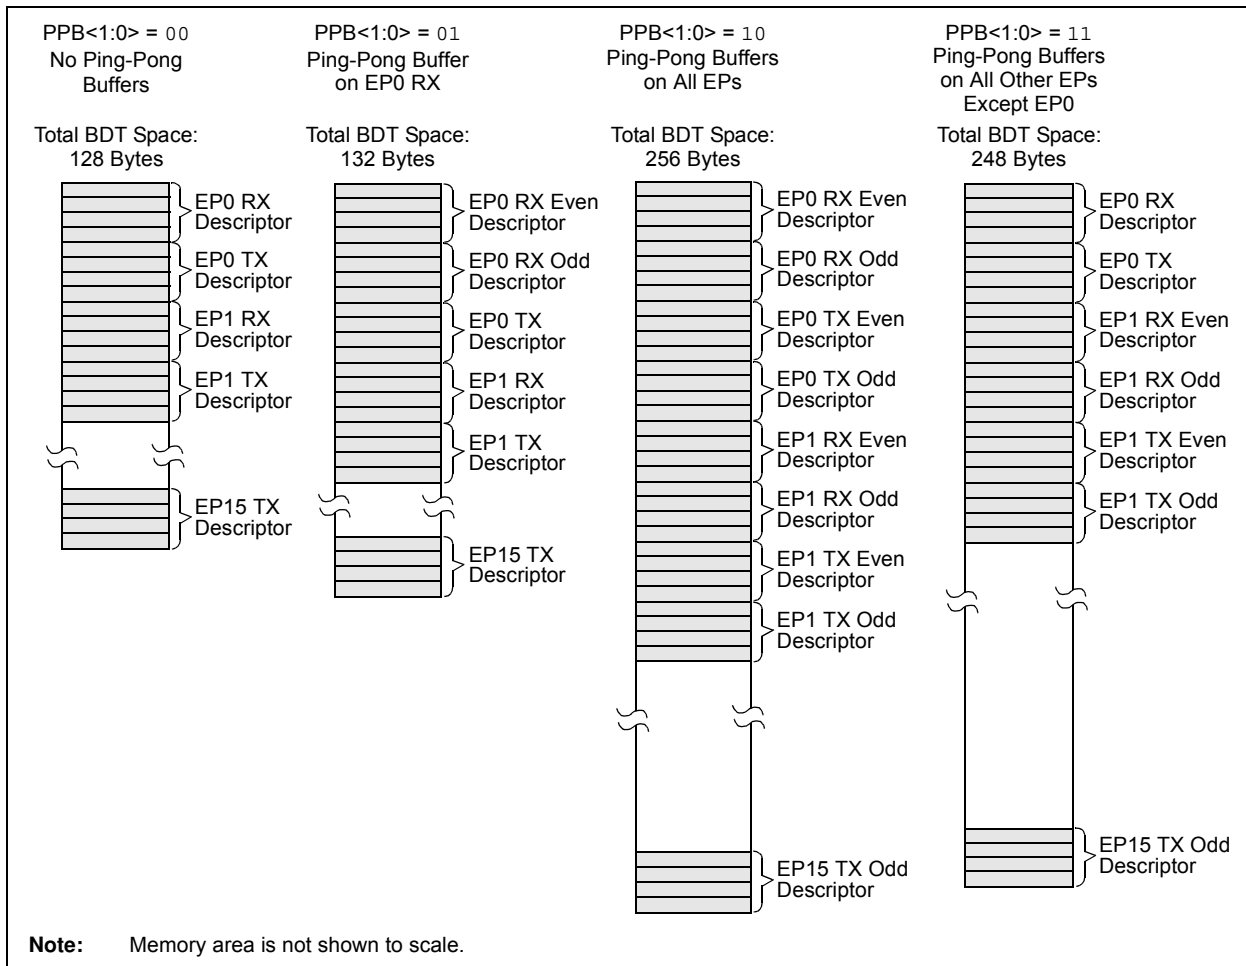 PPB<1:0> = 00
No Ping-Pong
Buffers
Total BDT Space:
128 Bytes
EP0 RX
Descriptor
EP0 TX
Descriptor
EP1 RX
Descriptor
EP1 TX
Descriptor
EP15 TX
Descriptor
PPB<1:0> = 01
Ping-Pong Buffer
on EP0 RX
Total BDT Space:
132 Bytes
EP0 RX Even
Descriptor
EP0 RX Odd
Descriptor
EP0 TX
Descriptor
EP1 RX
Descriptor
EP1 TX
Descriptor
EP15 TX
Descriptor
PPB<1:0> = 10
Ping-Pong Buffers
on All EPs
Total BDT Space:
256 Bytes
EP0 RX Even
Descriptor
EP0 RX Odd
Descriptor
EP0 TX Even
Descriptor
EP0 TX Odd
Descriptor
EP1 RX Even
Descriptor
EP1 RX Odd
Descriptor
EP1 TX Even
Descriptor
EP1 TX Odd
Descriptor
EP15 TX Odd
Descriptor
PPB<1:0> = 11
Ping-Pong Buffers
on All Other EPs
Except EP0
Total BDT Space:
248 Bytes
EP0 RX
Descriptor
EP0 TX
Descriptor
EP1 RX Even
Descriptor
EP1 RX Odd
Descriptor
EP1 TX Even
Descriptor
EP1 TX Odd
Descriptor
EP15 TX Odd
Descriptor
Note: Memory area is not shown to scale.